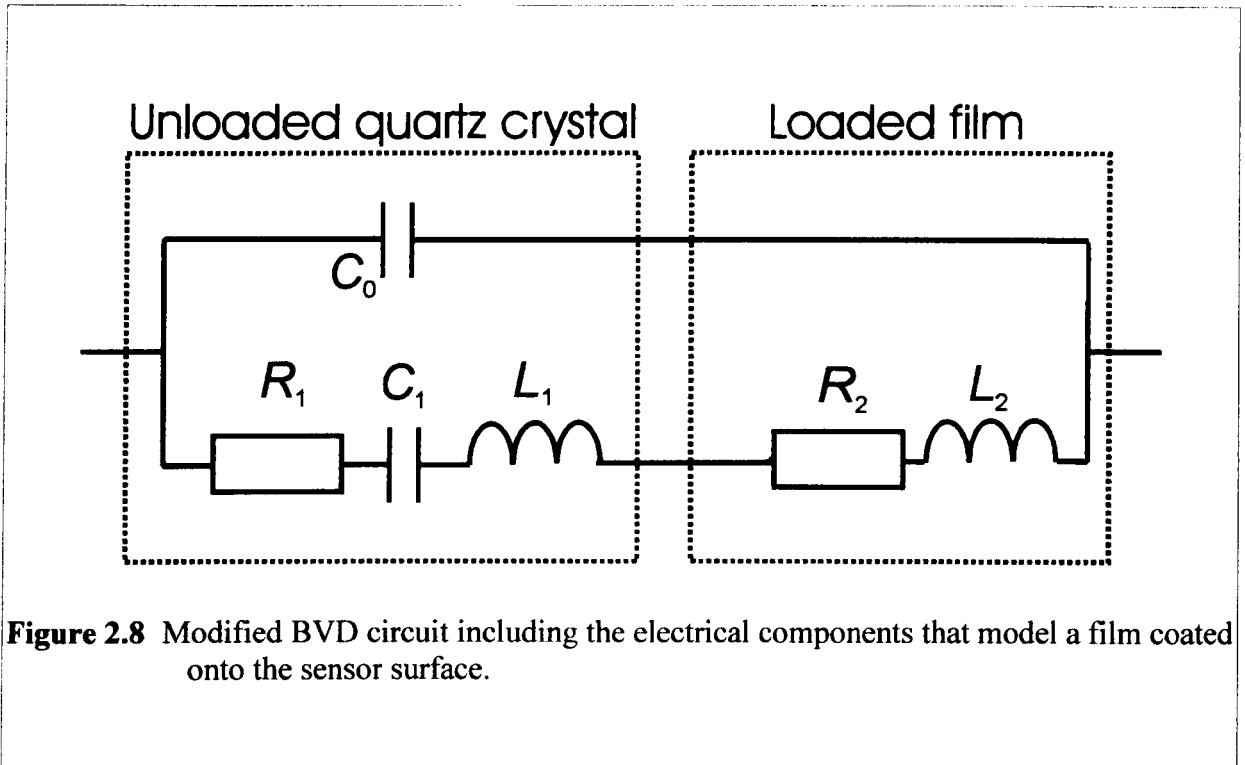 Unloaded quartz crystal Loaded film
C₀
R₁ C₁ L₁ R₂ L₂
Figure 2.8 Modified BVD circuit including the electrical components that model a film coated
onto the sensor surface.